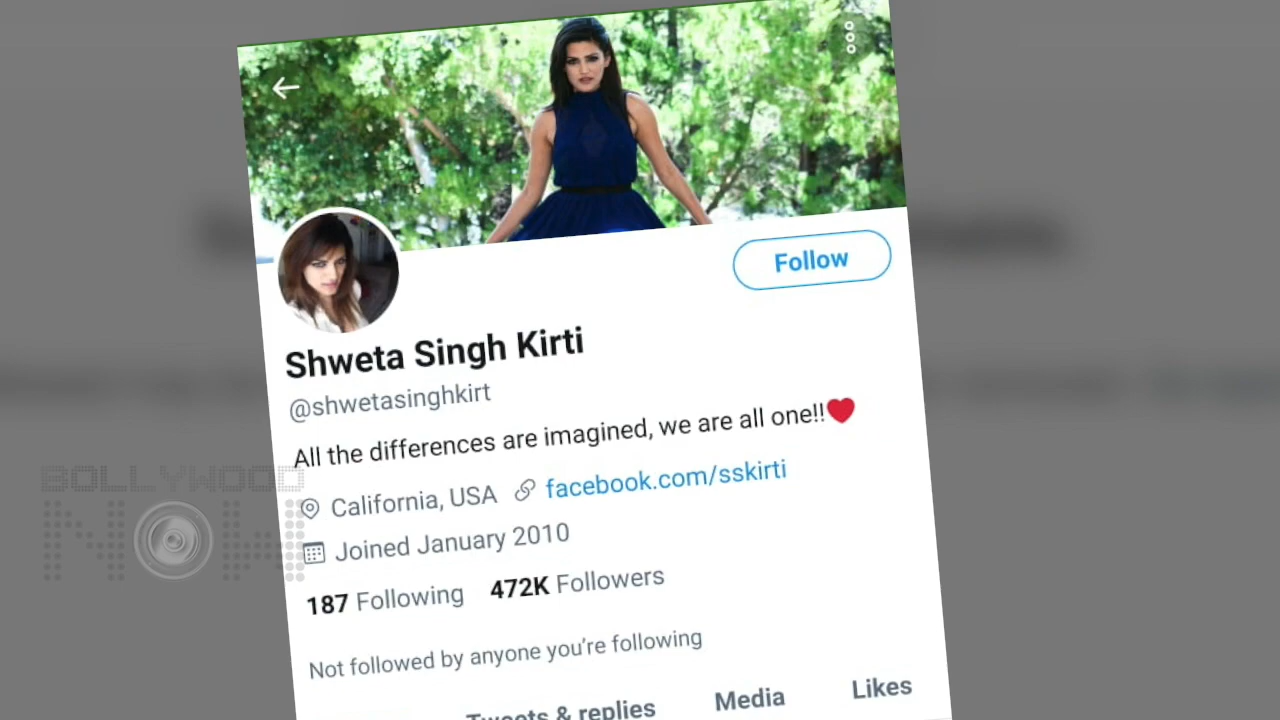 Follow
Shweta Singh Kirti
@shwetasinghkirt
All the differences are imagined, we are all one!!❤️
California, USA facebook.com/sskirti
Joined January 2010
187 Following 472K Followers
Not followed by anyone you're following
Tweets & replies Media Likes
BOLLYWOOD
NOW